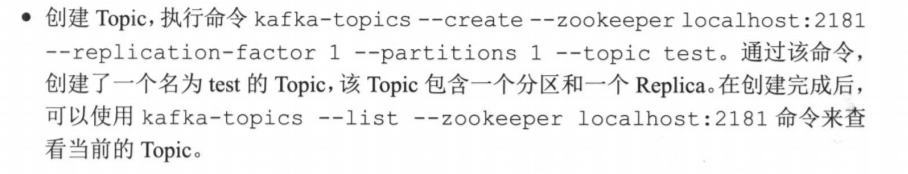 • 创建 Topic，执行命令 kafka-topics --create --zookeeper localhost:2181
--replication-factor 1 --partitions 1 --topic test。通过该命令，
创建了一个名为 test 的 Topic，该 Topic 包含一个分区和一个 Replica。在创建完成后，
可以使用 kafka-topics --list --zookeeper localhost:2181 命令来查
看当前的 Topic。